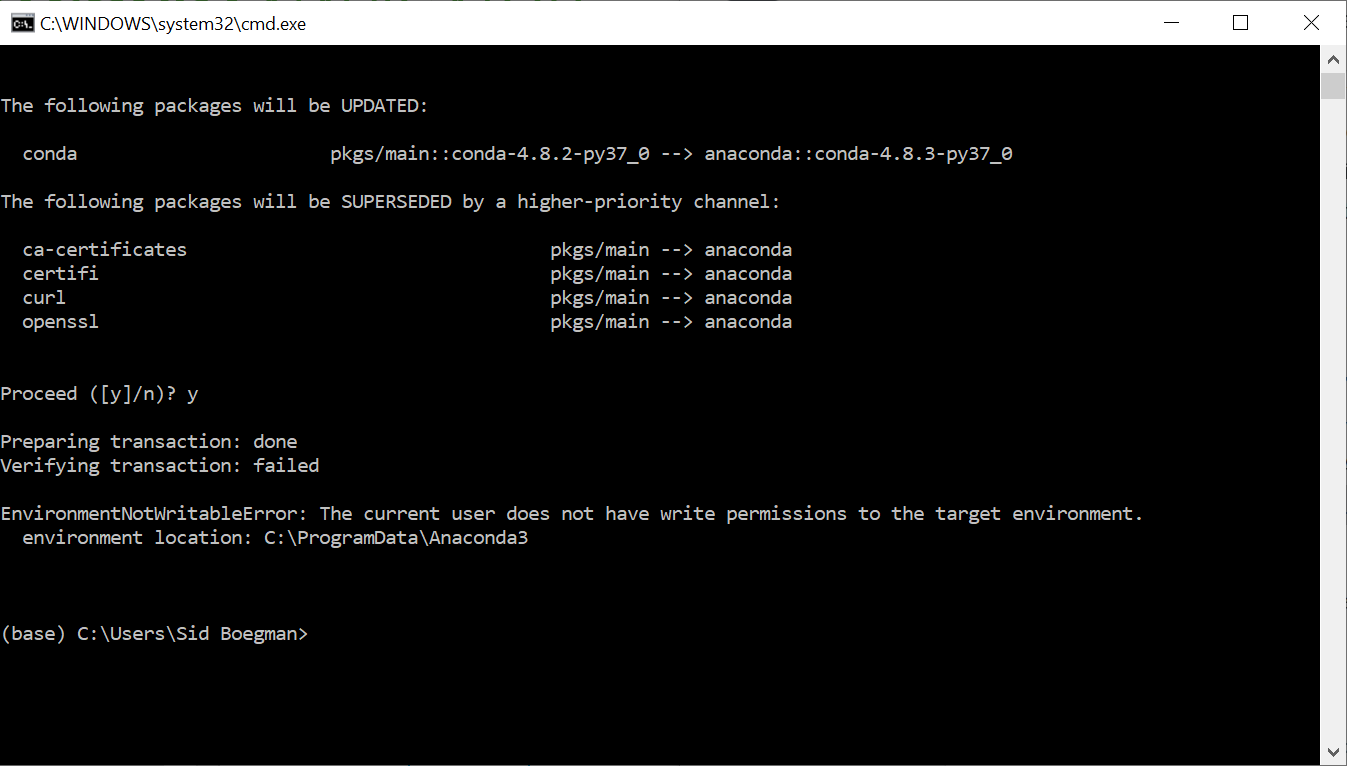 C:\WINDOWS\system32\cmd.exe
The following packages will be UPDATED:
conda pkgs/main::conda-4.8.2-py37_0 --> anaconda::conda-4.8.3-py37_0
The following packages will be SUPERSEDED by a higher-priority channel:
ca-certificates pkgs/main --> anaconda
certifi pkgs/main --> anaconda
curl pkgs/main --> anaconda
openssl pkgs/main --> anaconda
Proceed ([y]/n)? y
Preparing transaction: done
Verifying transaction: failed
EnvironmentNotWritableError: The current user does not have write permissions to the target environment.
environment location: C:\ProgramData\Anaconda3
(base) C:\Users\Sid Boegman>